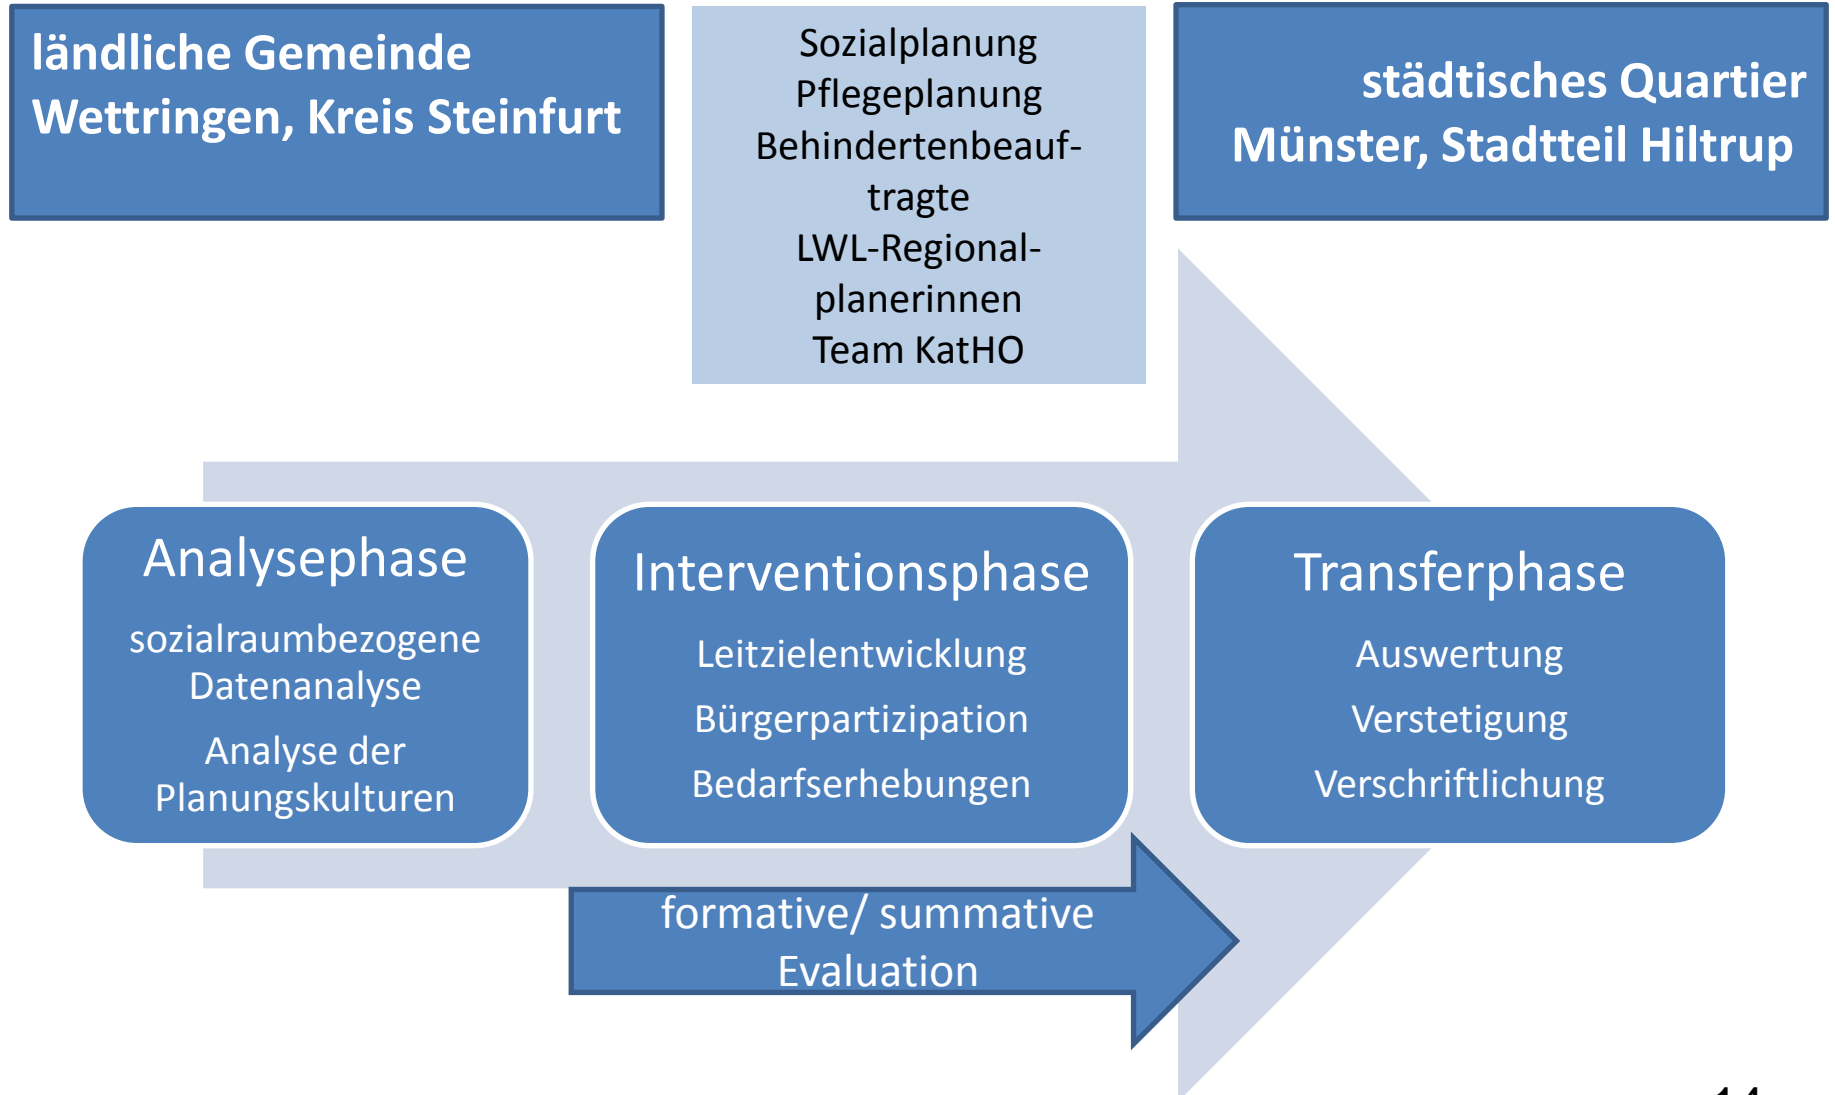 ländliche Gemeinde
Wettringen, Kreis Steinfurt
Sozialplanung
Pflegeplanung
Behindertenbeauf-
tragte
LWL-Regional-
planerinnen
Team KatHO
städtisches Quartier
Münster, Stadtteil Hiltrup
Analysephase
sozialraumbezogene
Datenanalyse
Analyse der
Planungskulturen
Interventionsphase
Leitzielentwicklung
Bürgerpartizipation
Bedarfserhebungen
Transferphase
Auswertung
Verstetigung
Verschriftlichung
formative/ summative
Evaluation